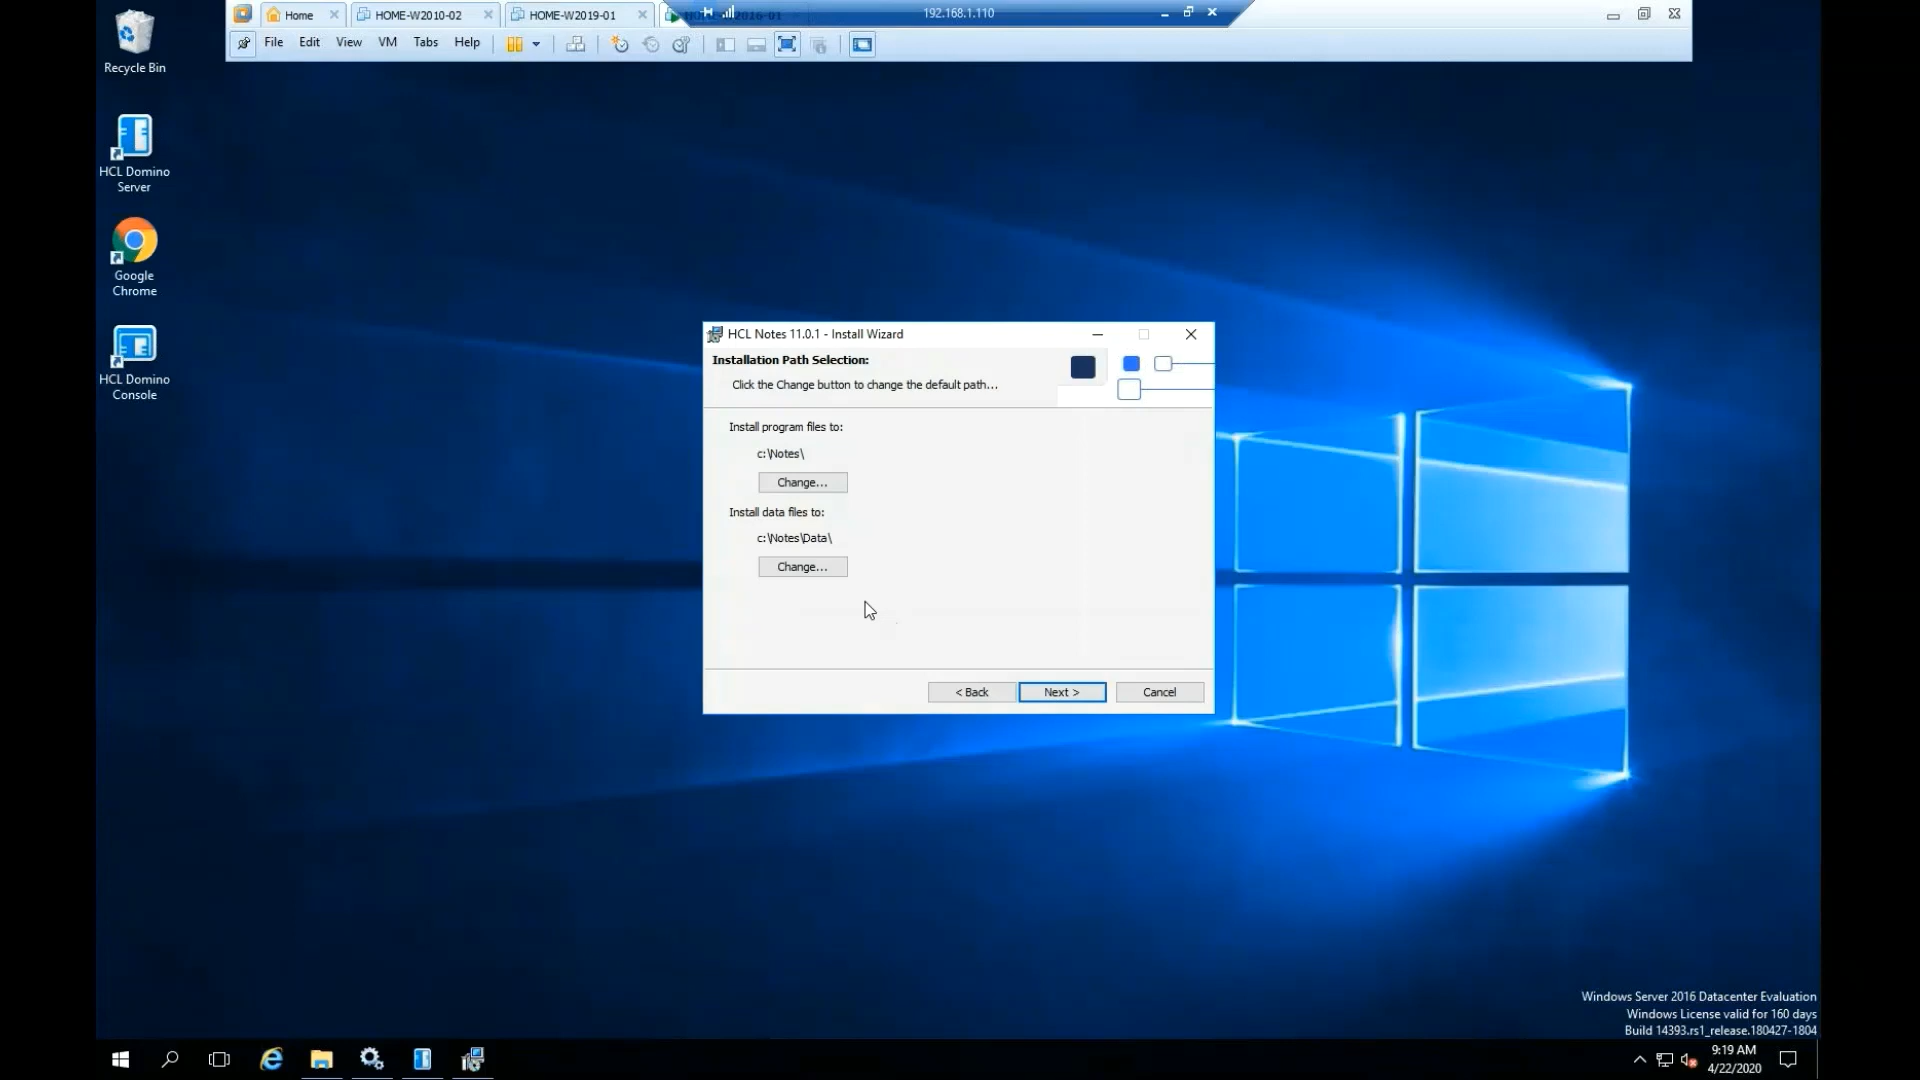 Home
HOME-W2010-02
HOME-W2019-01
192.168.1.110
File Edit View VM Tabs Help
Recycle Bin
HCL Domino
Server
Google
Chrome
HCL Domino
Console
HCL Notes 11.0.1 - Install Wizard
Installation Path Selection:
Click the Change button to change the default path...
Install program files to:
c:\Notes\
Change...
Install data files to:
c:\Notes\Data\
Change...
< Back
Next >
Cancel
Windows Server 2016 Datacenter Evaluation
Windows License valid for 160 days
Build 14393.rs1_release.180427-1804
9:19 AM
4/22/2020